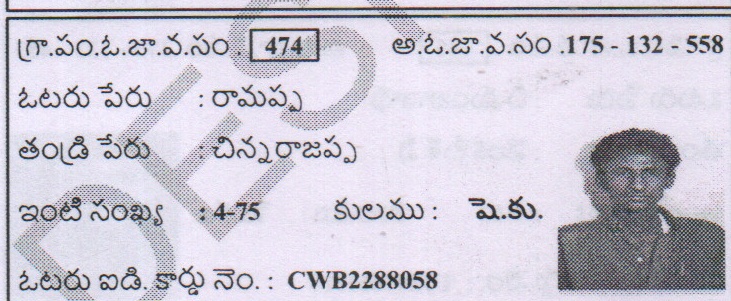 గ్రా.పం.ఓ.జా.వ.సం. 474 అ.ఓ.జా.వ.సం .175 - 132 - 558
ఓటరు పేరు : రామప్ప
తండ్రి పేరు : చిన్నరాజప్ప
ఇంటి సంఖ్య : 4-75 కులము : షె.కు.
ఓటరు ఐడి. కార్డు నెం. : CWB2288058